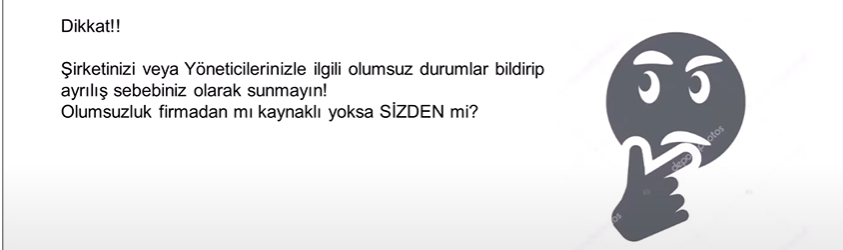 Dikkat!!
Şirketinizi veya Yöneticilerinizle ilgili olumsuz durumlar bildirip
ayrılış sebebiniz olarak sunmayın!
Olumsuzluk firmadan mı kaynaklı yoksa SİZDEN mi?